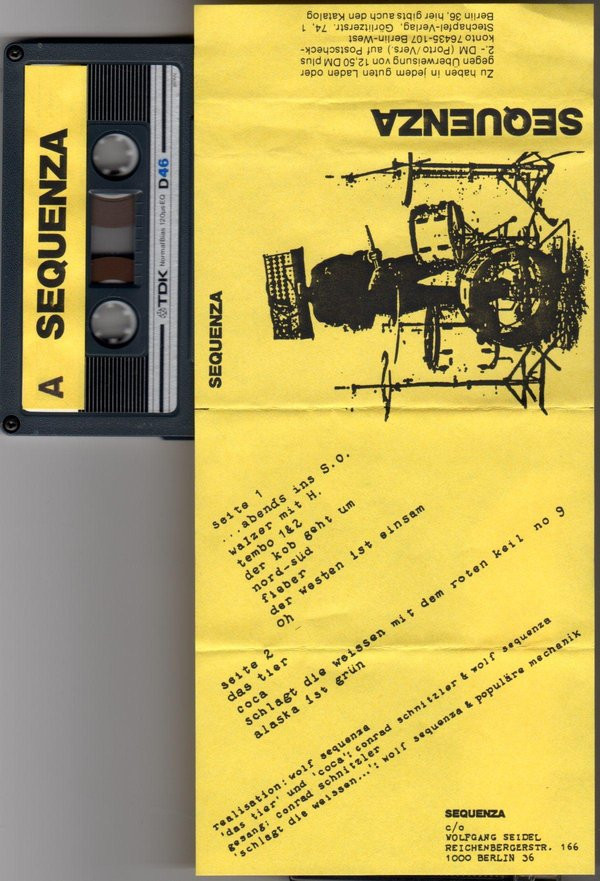 A SEQUENZA
TDK Normal Bias 120µs EQ D46
Zu haben in jedem guten Laden oder
gegen Überweisung von 12.50 DM plus
2.- DM (Porto/Vers.) auf Postscheck-
konto 76435-107 Berlin-West
Stechapfel-Verlag, Görlitzerstr. 74, 1
Berlin 36, hier gibts auch den Katalog
SEQUENZA
SEQUENZA
seite 1
...abends ins S.O.
walzer mit H.
tembo 1&2
der kob geht um
nord-süd
fieber
der westen ist einsam
Oh
seite 2
das tier
coca
schlagt die weissen mit dem roten keil no 9
alaska ist grün
realisation: wolf sequenza
'das tier' und 'coca': conrad schnitzler & wolf sequenza
gesang: conrad schnitzler
'schlagt die weissen...': wolf sequenza & populäre mechanik
SEQUENZA
c/o
WOLFGANG SEIDEL
REICHENBERGERSTR. 166
1000 BERLIN 36